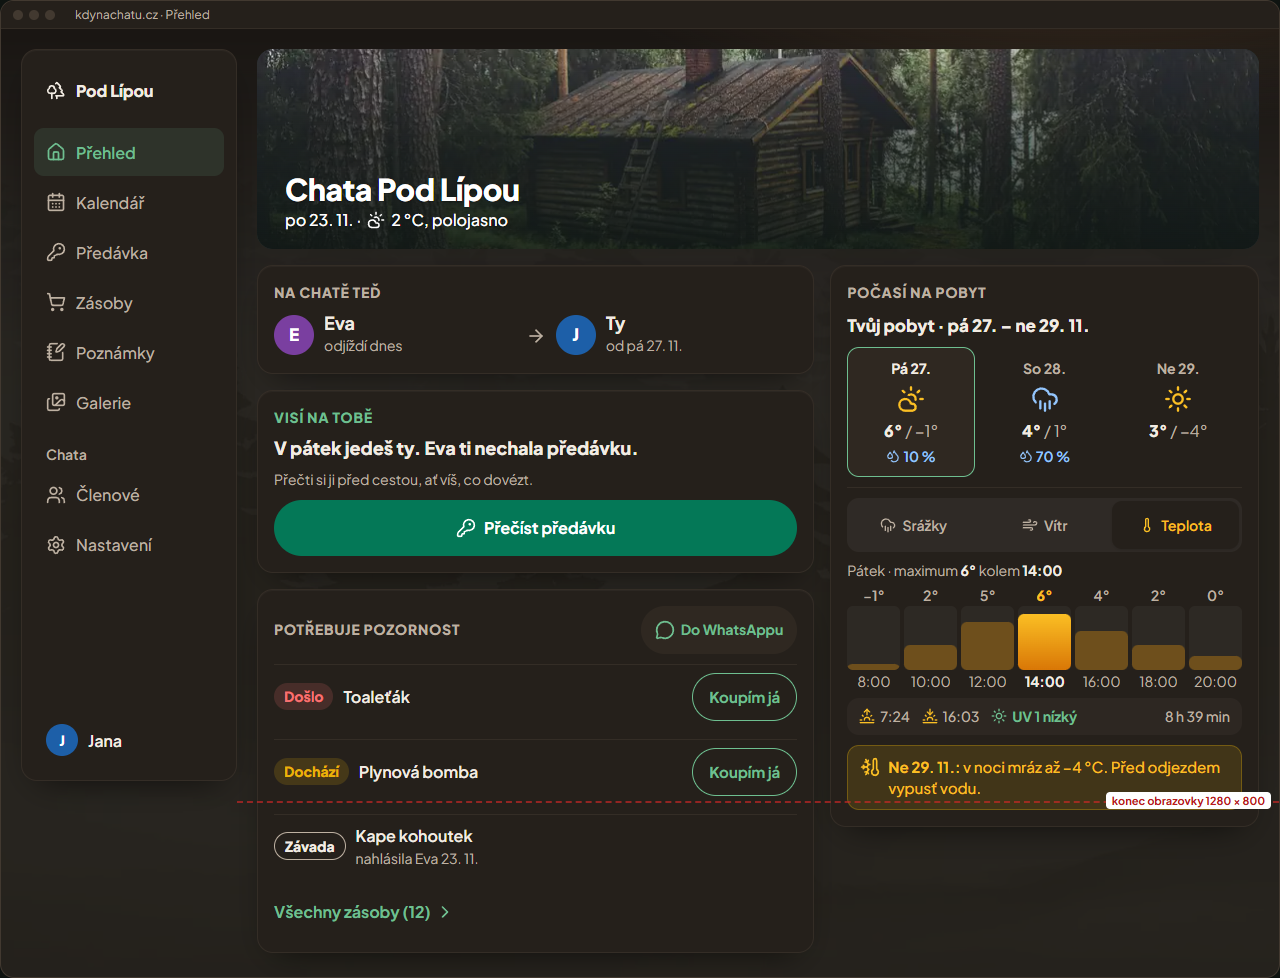 kdynachatu.cz · Přehled
Pod Lípou
Přehled
Kalendář
Předávka
Zásoby
Poznámky
Galerie
Chata
Členové
Nastavení
J Jana
Chata Pod Lípou
po 23. 11. · 2 °C, polojasno
NA CHATĚ TEĎ
E Eva
odjíždí dnes
J Ty
od pá 27. 11.
VISÍ NA TOBĚ
V pátek jedeš ty. Eva ti nechala předávku.
Přečti si ji před cestou, ať víš, co dovézt.
Přečíst předávku
POTŘEBUJE POZORNOST
Do WhatsAppu
Došlo Toaleťák Koupím já
Dochází Plynová bomba Koupím já
Závada Kape kohoutek
nahlásila Eva 23. 11.
Všechny zásoby (12)
POČASÍ NA POBYT
Tvůj pobyt · pá 27. – ne 29. 11.
Pá 27. So 28. Ne 29.
6° / −1° 4° / 1° 3° / −4°
10 % 70 %
Srážky Vítr Teplota
Pátek · maximum 6° kolem 14:00
−1° 2° 5° 6° 4° 2° 0°
8:00 10:00 12:00 14:00 16:00 18:00 20:00
7:24 16:03 UV 1 nízký 8 h 39 min
Ne 29. 11.: v noci mráz až −4 °C. Před odjezdem
vypusť vodu.
konec obrazovky 1280 × 800